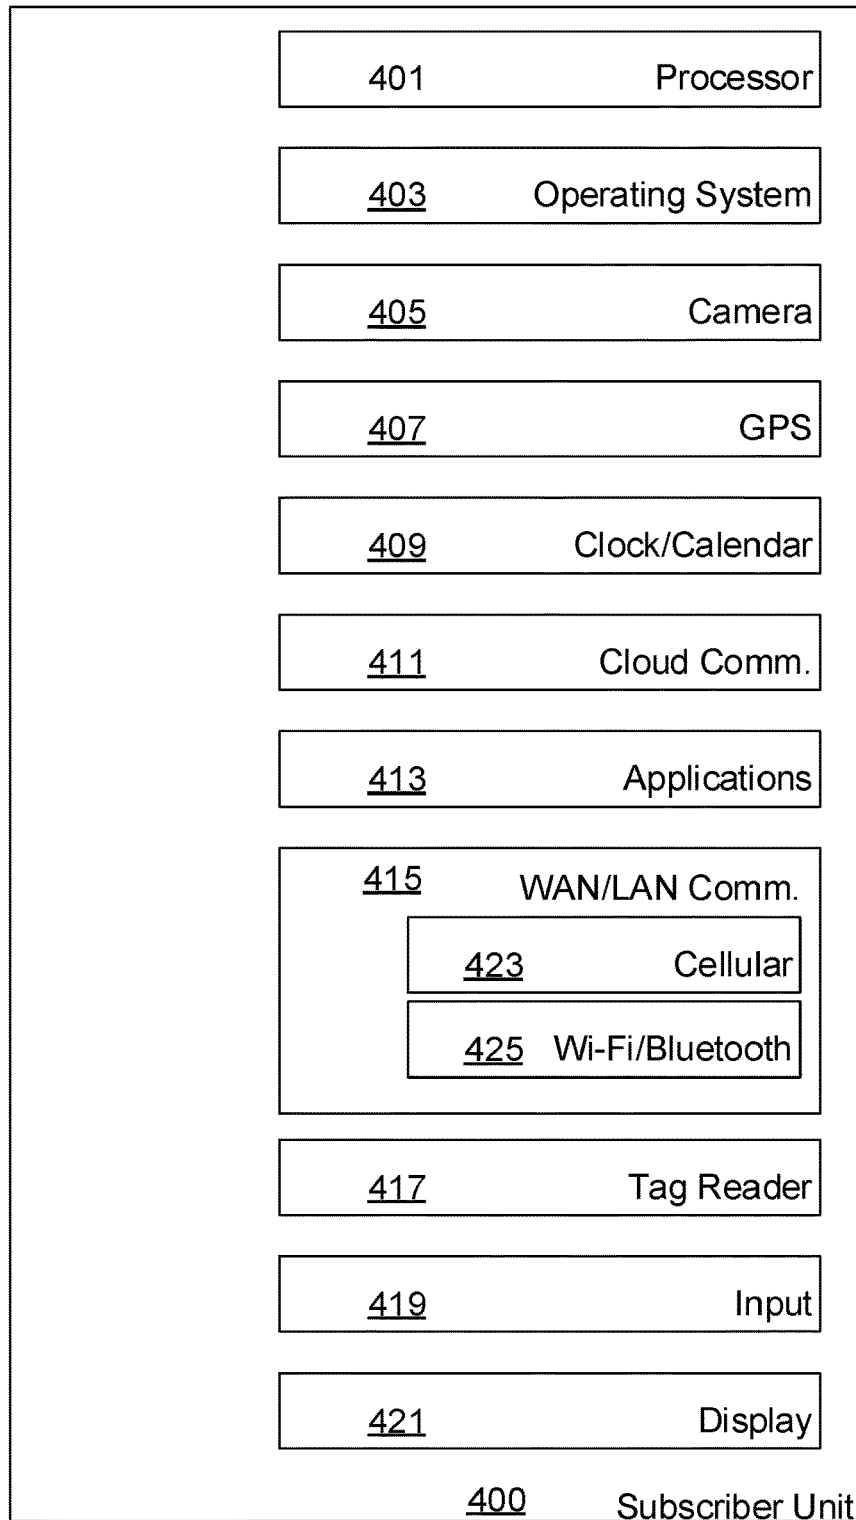 401 Processor
403 Operating System
405 Camera
407 GPS
409 Clock/Calendar
411 Cloud Comm.
413 Applications
415 WAN/LAN Comm.
423 Cellular
425 Wi-Fi/Bluetooth
417 Tag Reader
419 Input
421 Display
400 Subscriber Unit